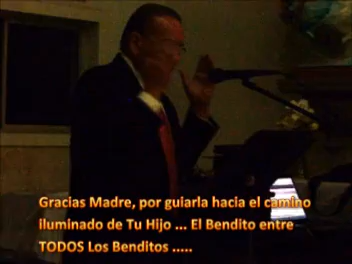 Gracias Madre, por guiarla hacia el camino
iluminado de Tu Hijo ... El Bendito entre
TODOS Los Benditos .....